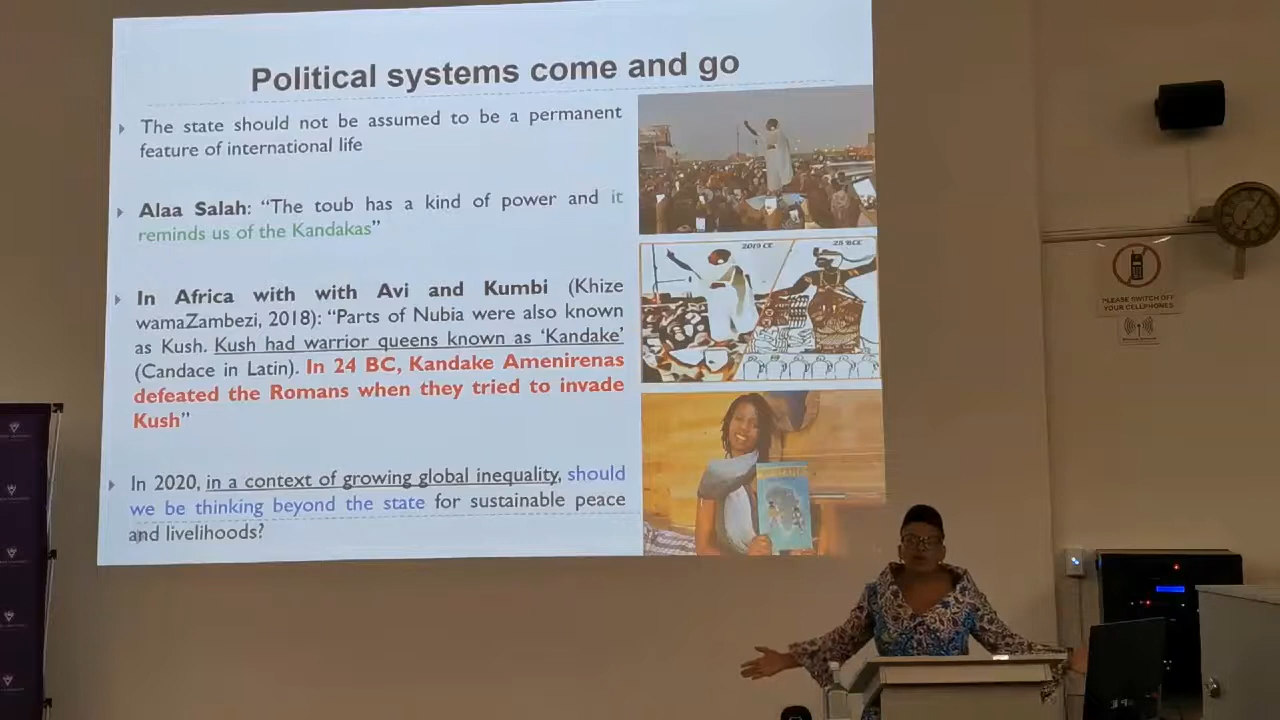 Political systems come and go
The state should not be assumed to be a permanent
feature of international life
Alaa Salah: “The toub has a kind of power and it
reminds us of the Kandakas”
In Africa with with Avi and Kumbi (Khize
wamaZambezi, 2018): “Parts of Nubia were also known
as Kush. Kush had warrior queens known as ‘Kandake’
(Candace in Latin). In 24 BC, Kandake Amenirenas
defeated the Romans when they tried to invade
Kush”
In 2020, in a context of growing global inequality, should
we be thinking beyond the state for sustainable peace
and livelihoods?
2019 CE
25 BCE
PLEASE SWITCH OFF
YOUR CELLPHONES